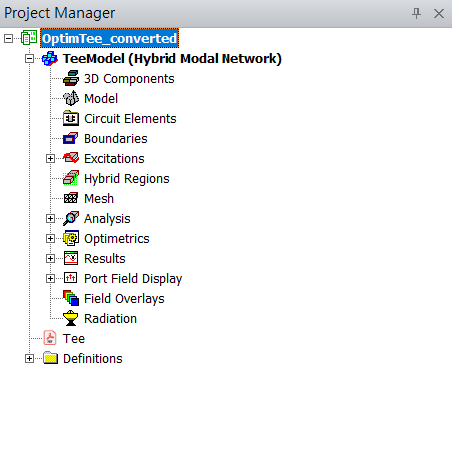 Project Manager
OptimTee_converted
TeeModel (Hybrid Modal Network)
3D Components
Model
Circuit Elements
Boundaries
Excitations
Hybrid Regions
Mesh
Analysis
Optimetrics
Results
Port Field Display
Field Overlays
Radiation
Tee
Definitions